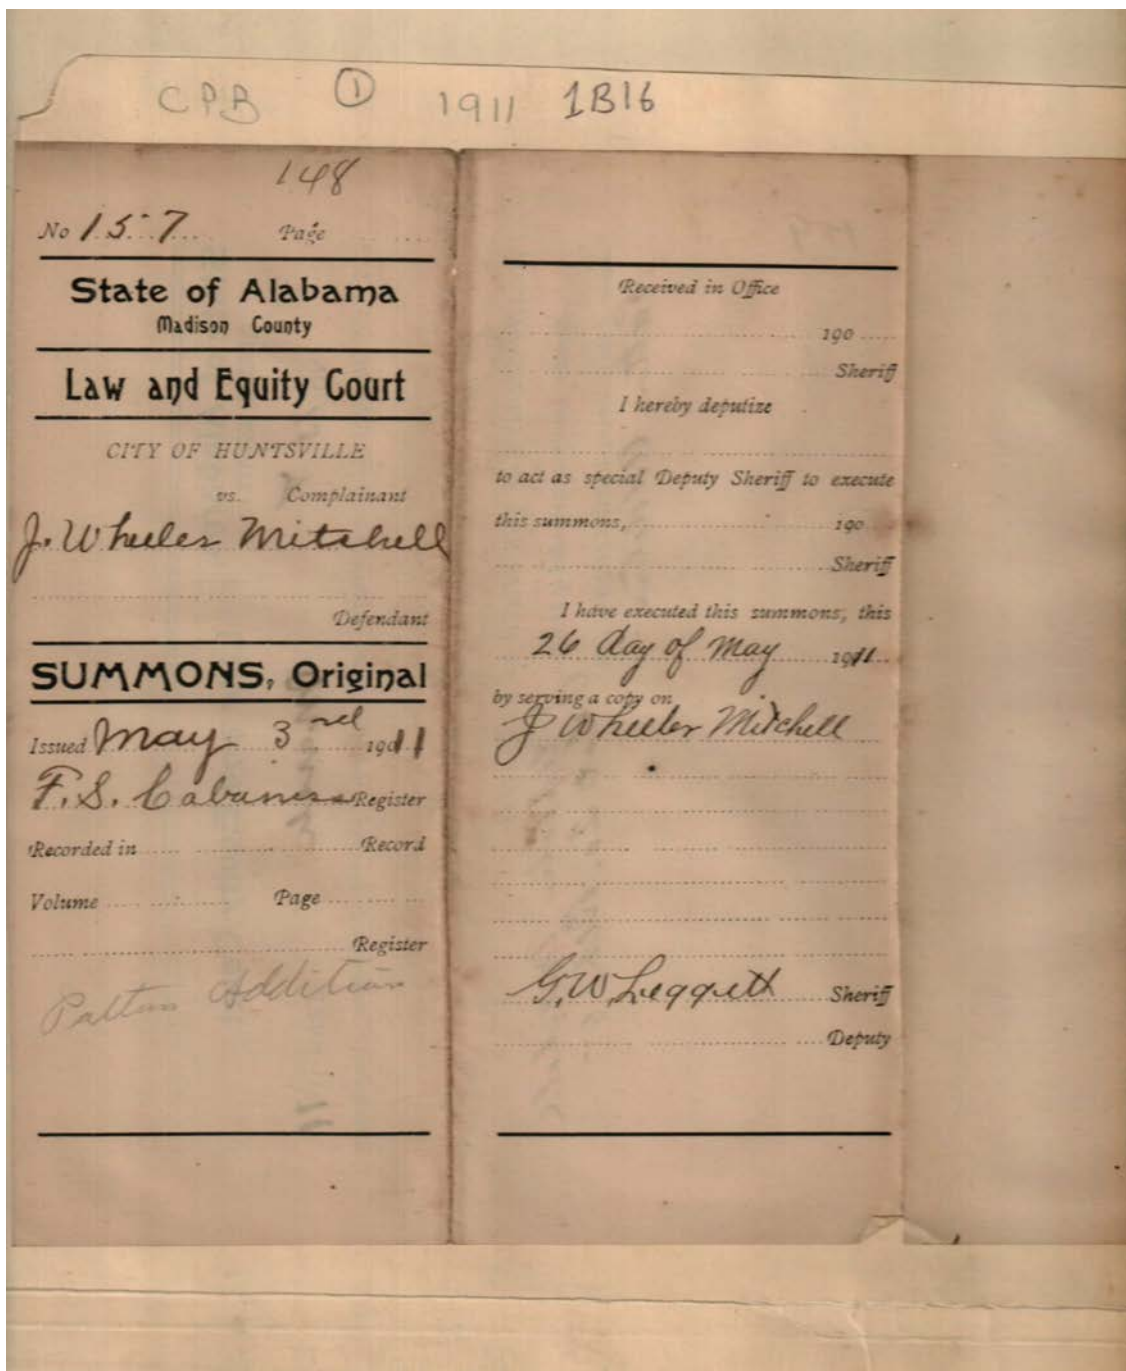 CPB ① 1911 1B16
148
No 157 Page
State of Alabama
Madison County
Law and Equity Court
CITY OF HUNTSVILLE
vs. Complainant
J. Wheeler Mitchell
Defendant
SUMMONS, Original
Issued May 3rd 1911
F. S. Cabaniss Register
Recorded in Record
Volume Page
Register
Patton Addition
Received in Office
190
Sheriff
I hereby deputize
to act as special Deputy Sheriff to execute
this summons, 190
Sheriff
I have executed this summons, this
26 day of May 1911
by serving a copy on
J Wheeler Mitchell
G. W. Leggett Sheriff
Deputy